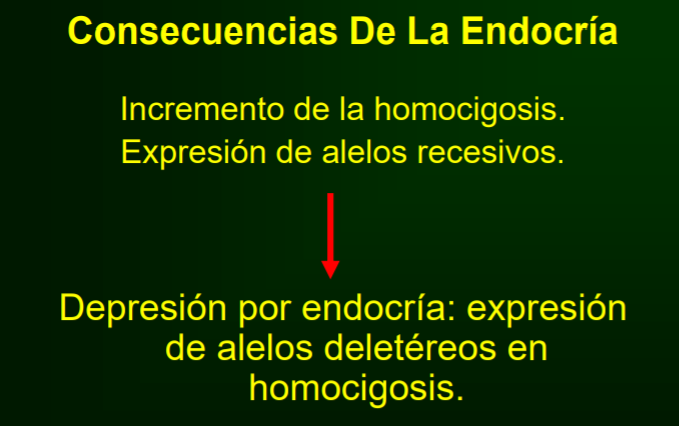 Consecuencias De La Endocría
Incremento de la homocigosis.
Expresión de alelos recesivos.
Depresión por endocría: expresión
de alelos deletéreos en
homocigosis.